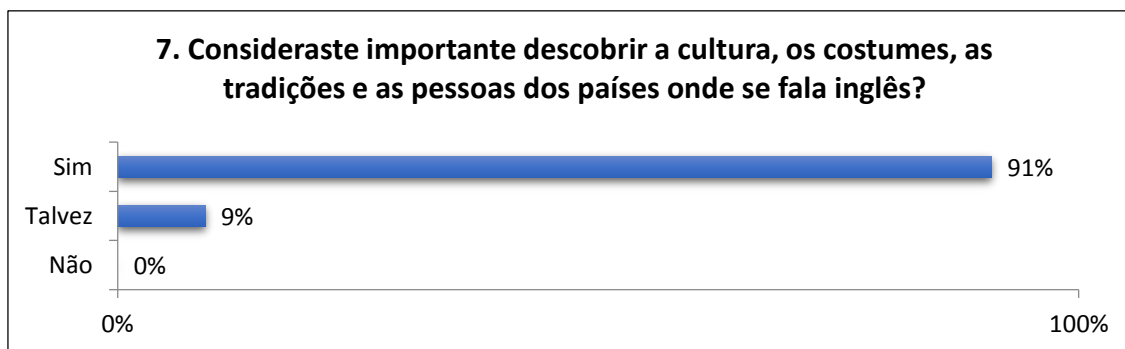 7. Consideraste importante descobrir a cultura, os costumes, as
tradições e as pessoas dos países onde se fala inglês?
Sim 91%
Talvez 9%
Não 0%
0% 100%